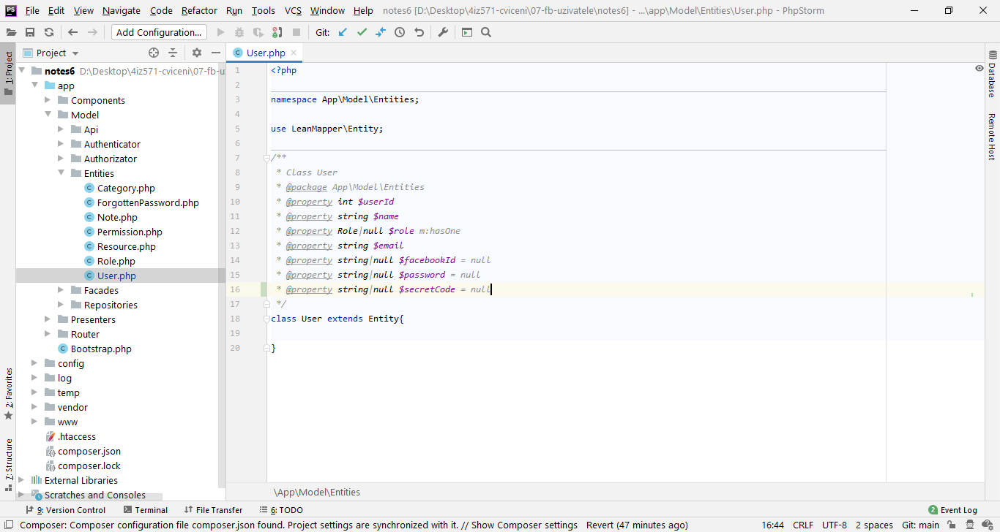 PS File Edit View Navigate Code Refactor Run Tools VCS Window Help notes6 [D:\Desktop\4iz571-cviceni\07-fb-uzivatele\notes6] - ...\app\Model\Entities\User.php - PhpStorm
Add Configuration... Git:
1: Project
Project
User.php
notes6 D:\Desktop\4iz571-cviceni\07-fb-u
app
Components
Model
Api
Authenticator
Authorizator
Entities
Category.php
ForgottenPassword.php
Note.php
Permission.php
Resource.php
Role.php
User.php
Facades
Repositories
Presenters
Router
Bootstrap.php
config
log
temp
vendor
www
.htaccess
composer.json
composer.lock
External Libraries
Scratches and Consoles
2: Favorites
7: Structure
1 <?php
2
3 namespace App\Model\Entities;
4
5 use LeanMapper\Entity;
6
7 /**
8 * Class User
9 * @package App\Model\Entities
10 * @property int $userId
11 * @property string $name
12 * @property Role|null $role m:hasOne
13 * @property string $email
14 * @property string|null $facebookId = null
15 * @property string|null $password = null
16 * @property string|null $secretCode = null
17 */
18 class User extends Entity{
19
20 }
\App\Model\Entities
Database
Remote Host
9: Version Control Terminal File Transfer 6: TODO 2 Event Log
Composer: Composer configuration file composer.json found. Project settings are synchronized with it. // Show Composer settings Revert (47 minutes ago) 16:44 CRLF UTF-8 2 spaces Git: main